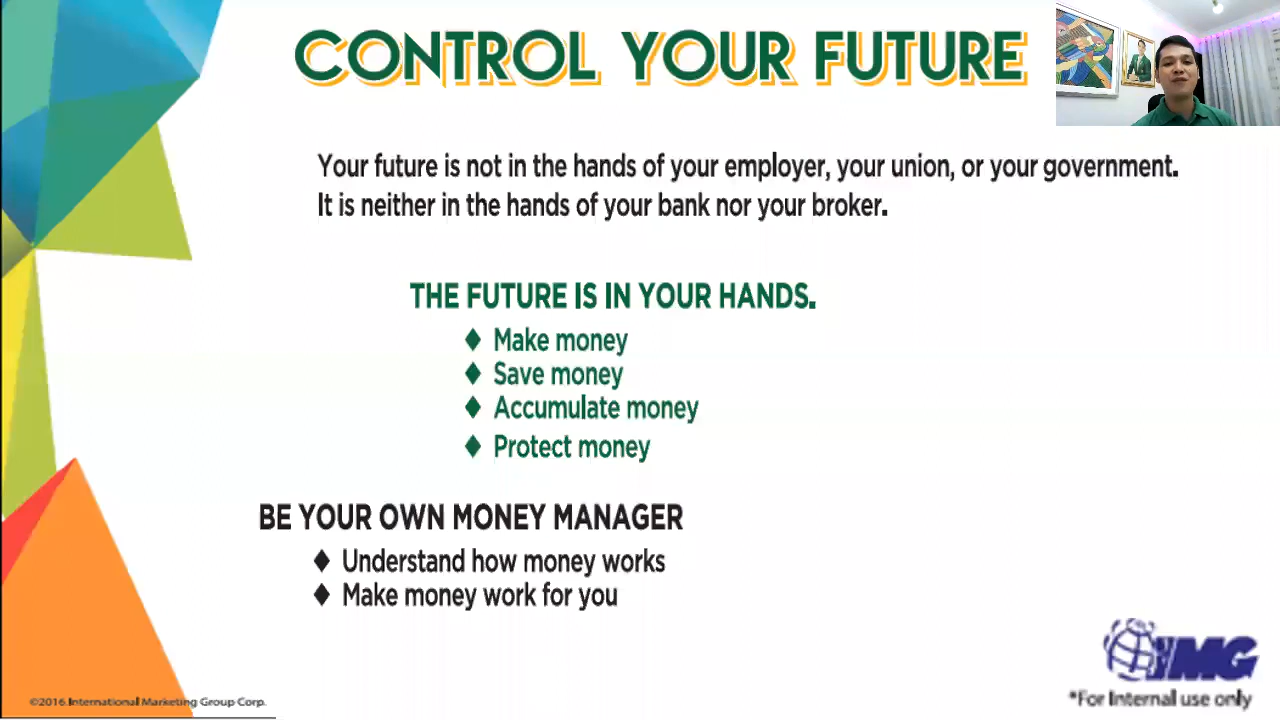 CONTROL YOUR FUTURE
Your future is not in the hands of your employer, your union, or your government.
It is neither in the hands of your bank nor your broker.
THE FUTURE IS IN YOUR HANDS.
♦ Make money
♦ Save money
♦ Accumulate money
♦ Protect money
BE YOUR OWN MONEY MANAGER
♦ Understand how money works
♦ Make money work for you
IMG
*For Internal use only
©2016 International Marketing Group Corp.